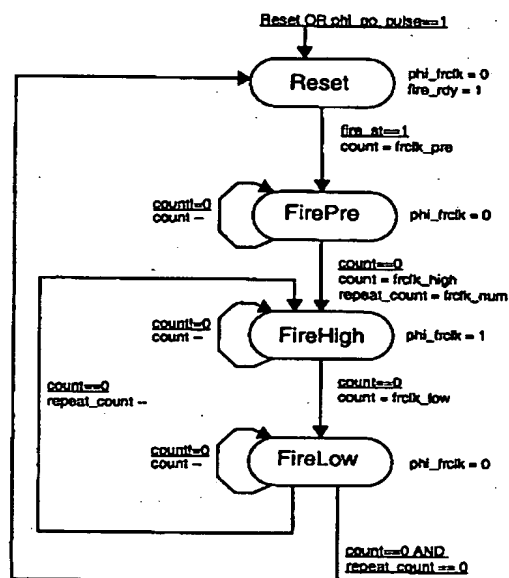 Reset OR phi_no_pulse==1
Reset
phi_frclk = 0
fire_rdy = 1
fire_st==1
count = frclk_pre
count!=0
count --
FirePre
phi_frclk = 0
count==0
count = frclk_high
repeat_count = frclk_num
count!=0
count --
FireHigh
phi_frclk = 1
count==0
repeat_count --
count==0
count = frclk_low
count!=0
count --
FireLow
phi_frclk = 0
count==0 AND
repeat_count == 0